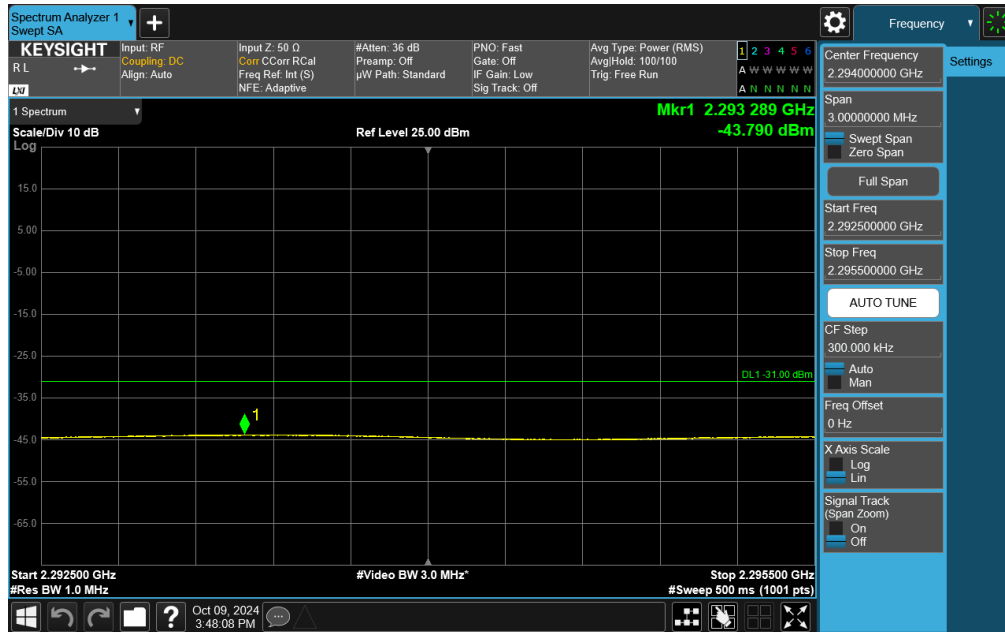 Spectrum Analyzer 1
Swept SA
Frequency
KEYSIGHT
R L
LXI
Input: RF
Coupling: DC
Align: Auto
Input Z: 50 Ω
Corr CCorr RCal
Freq Ref: Int (S)
NFE: Adaptive
#Atten: 36 dB
Preamp: Off
µW Path: Standard
PNO: Fast
Gate: Off
IF Gain: Low
Sig Track: Off
Avg Type: Power (RMS)
Avg|Hold: 100/100
Trig: Free Run
1 2 3 4 5 6
A W W W W W
A N N N N N
1 Spectrum
Scale/Div 10 dB
Log
Ref Level 25.00 dBm
Mkr1 2.293 289 GHz
-43.790 dBm
15.0
5.00
-5.00
-15.0
-25.0
DL1 -31.00 dBm
-35.0
1
-45.0
-55.0
-65.0
Start 2.292500 GHz
#Res BW 1.0 MHz
#Video BW 3.0 MHz*
Stop 2.295500 GHz
#Sweep 500 ms (1001 pts)
Center Frequency
2.294000000 GHz
Span
3.00000000 MHz
Swept Span
Zero Span
Full Span
Start Freq
2.292500000 GHz
Stop Freq
2.295500000 GHz
AUTO TUNE
CF Step
300.000 kHz
Auto
Man
Freq Offset
0 Hz
X Axis Scale
Log
Lin
Signal Track
(Span Zoom)
On
Off
Settings
?
Oct 09, 2024
3:48:08 PM